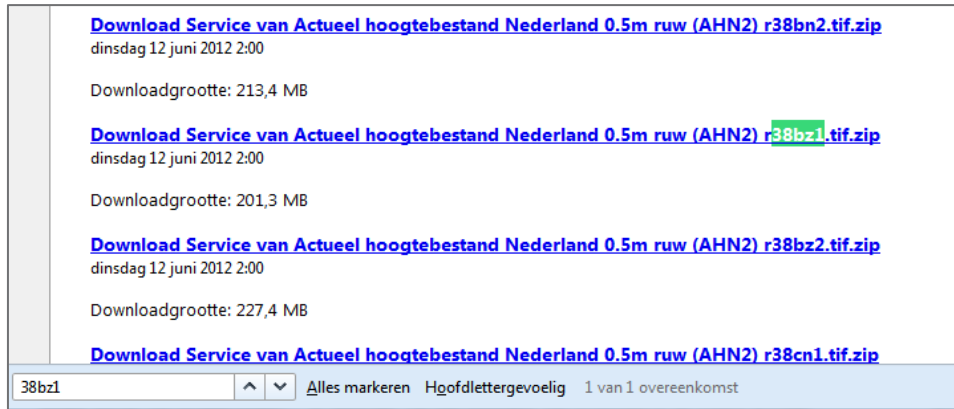 Download Service van Actueel hoogtebestand Nederland 0.5m ruw (AHN2) r38bn2.tif.zip
dinsdag 12 juni 2012 2:00
Downloadgrootte: 213,4 MB
Download Service van Actueel hoogtebestand Nederland 0.5m ruw (AHN2) r38bz1.tif.zip
dinsdag 12 juni 2012 2:00
Downloadgrootte: 201,3 MB
Download Service van Actueel hoogtebestand Nederland 0.5m ruw (AHN2) r38bz2.tif.zip
dinsdag 12 juni 2012 2:00
Downloadgrootte: 227,4 MB
Download Service van Actueel hoogtebestand Nederland 0.5m ruw (AHN2) r38cn1.tif.zip
38bz1 Alles markeren Hoofdlettergevoelig 1 van 1 overeenkomst